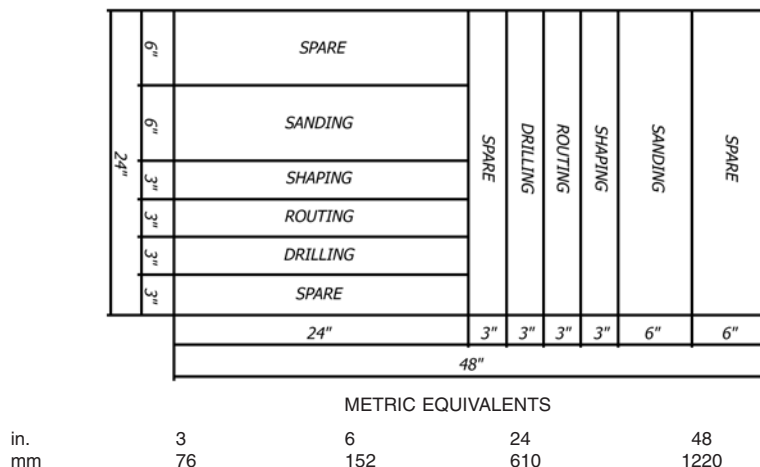 6" SPARE
6" SANDING
24"
3" SHAPING
3" ROUTING
3" DRILLING
3" SPARE
SPARE
DRILLING
ROUTING
SHAPING
SANDING
SPARE
24" 3" 3" 3" 3" 6" 6"
48"
METRIC EQUIVALENTS
in. 3 6 24 48
mm 76 152 610 1220